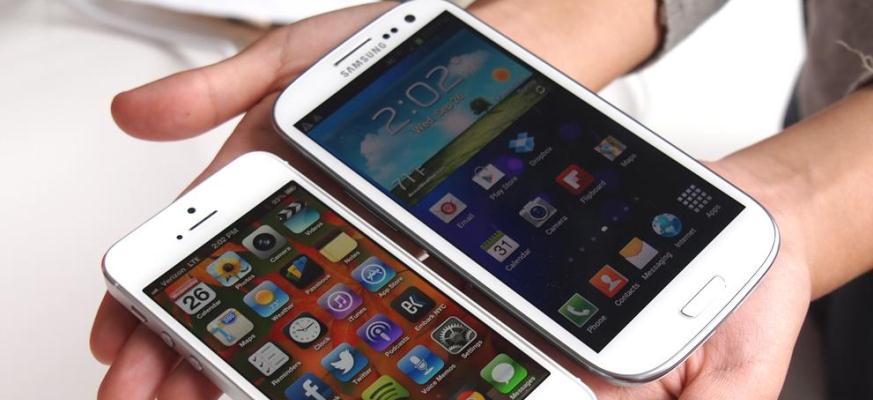 SAMSUNG
2:02
Wed, Sep 26
71°F
Email
Play Store
Dropbox
Calendar
31
Camera
Flipboard
Maps
Phone
Contacts
Messaging
Internet
Apps
Verizon LTE
2:02 PM
93%
26
Calendar
Photos
Camera
Videos
Maps
Weather
Passbook
Notes
Reminders
Clock
iTunes
App Store
Twitter
Podcasts
Embark NYC
Voice Memos
Settings
Messages